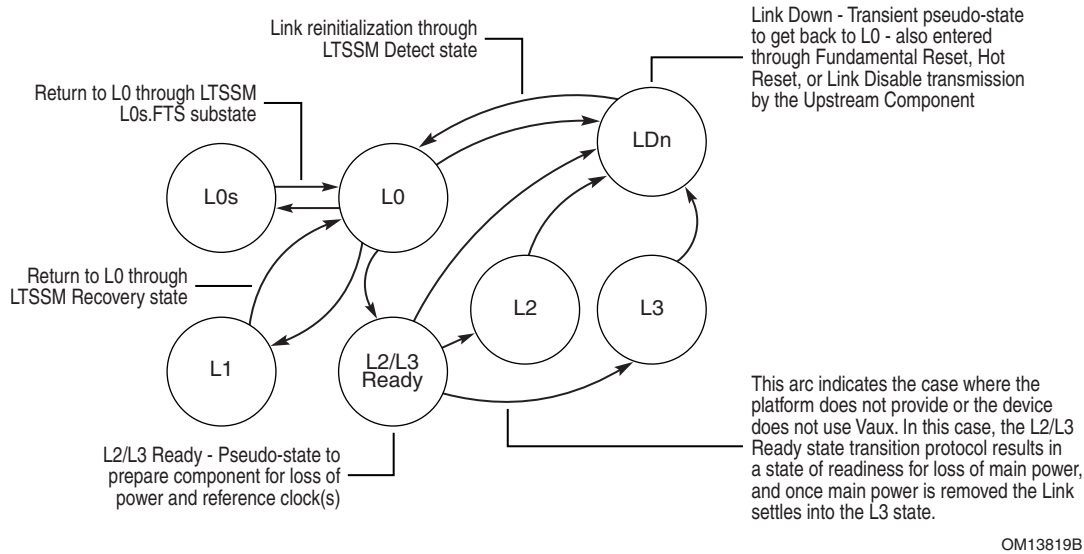 Link reinitialization through
LTSSM Detect state
Link Down - Transient pseudo-state
to get back to L0 - also entered
through Fundamental Reset, Hot
Reset, or Link Disable transmission
by the Upstream Component
Return to L0 through LTSSM
L0s.FTS substate
LDn
L0s
L0
Return to L0 through
LTSSM Recovery state
L2
L3
L1
L2/L3
Ready
This arc indicates the case where the
platform does not provide or the device
does not use Vaux. In this case, the L2/L3
Ready state transition protocol results in
a state of readiness for loss of main power,
and once main power is removed the Link
settles into the L3 state.
L2/L3 Ready - Pseudo-state to
prepare component for loss of
power and reference clock(s)
OM13819B